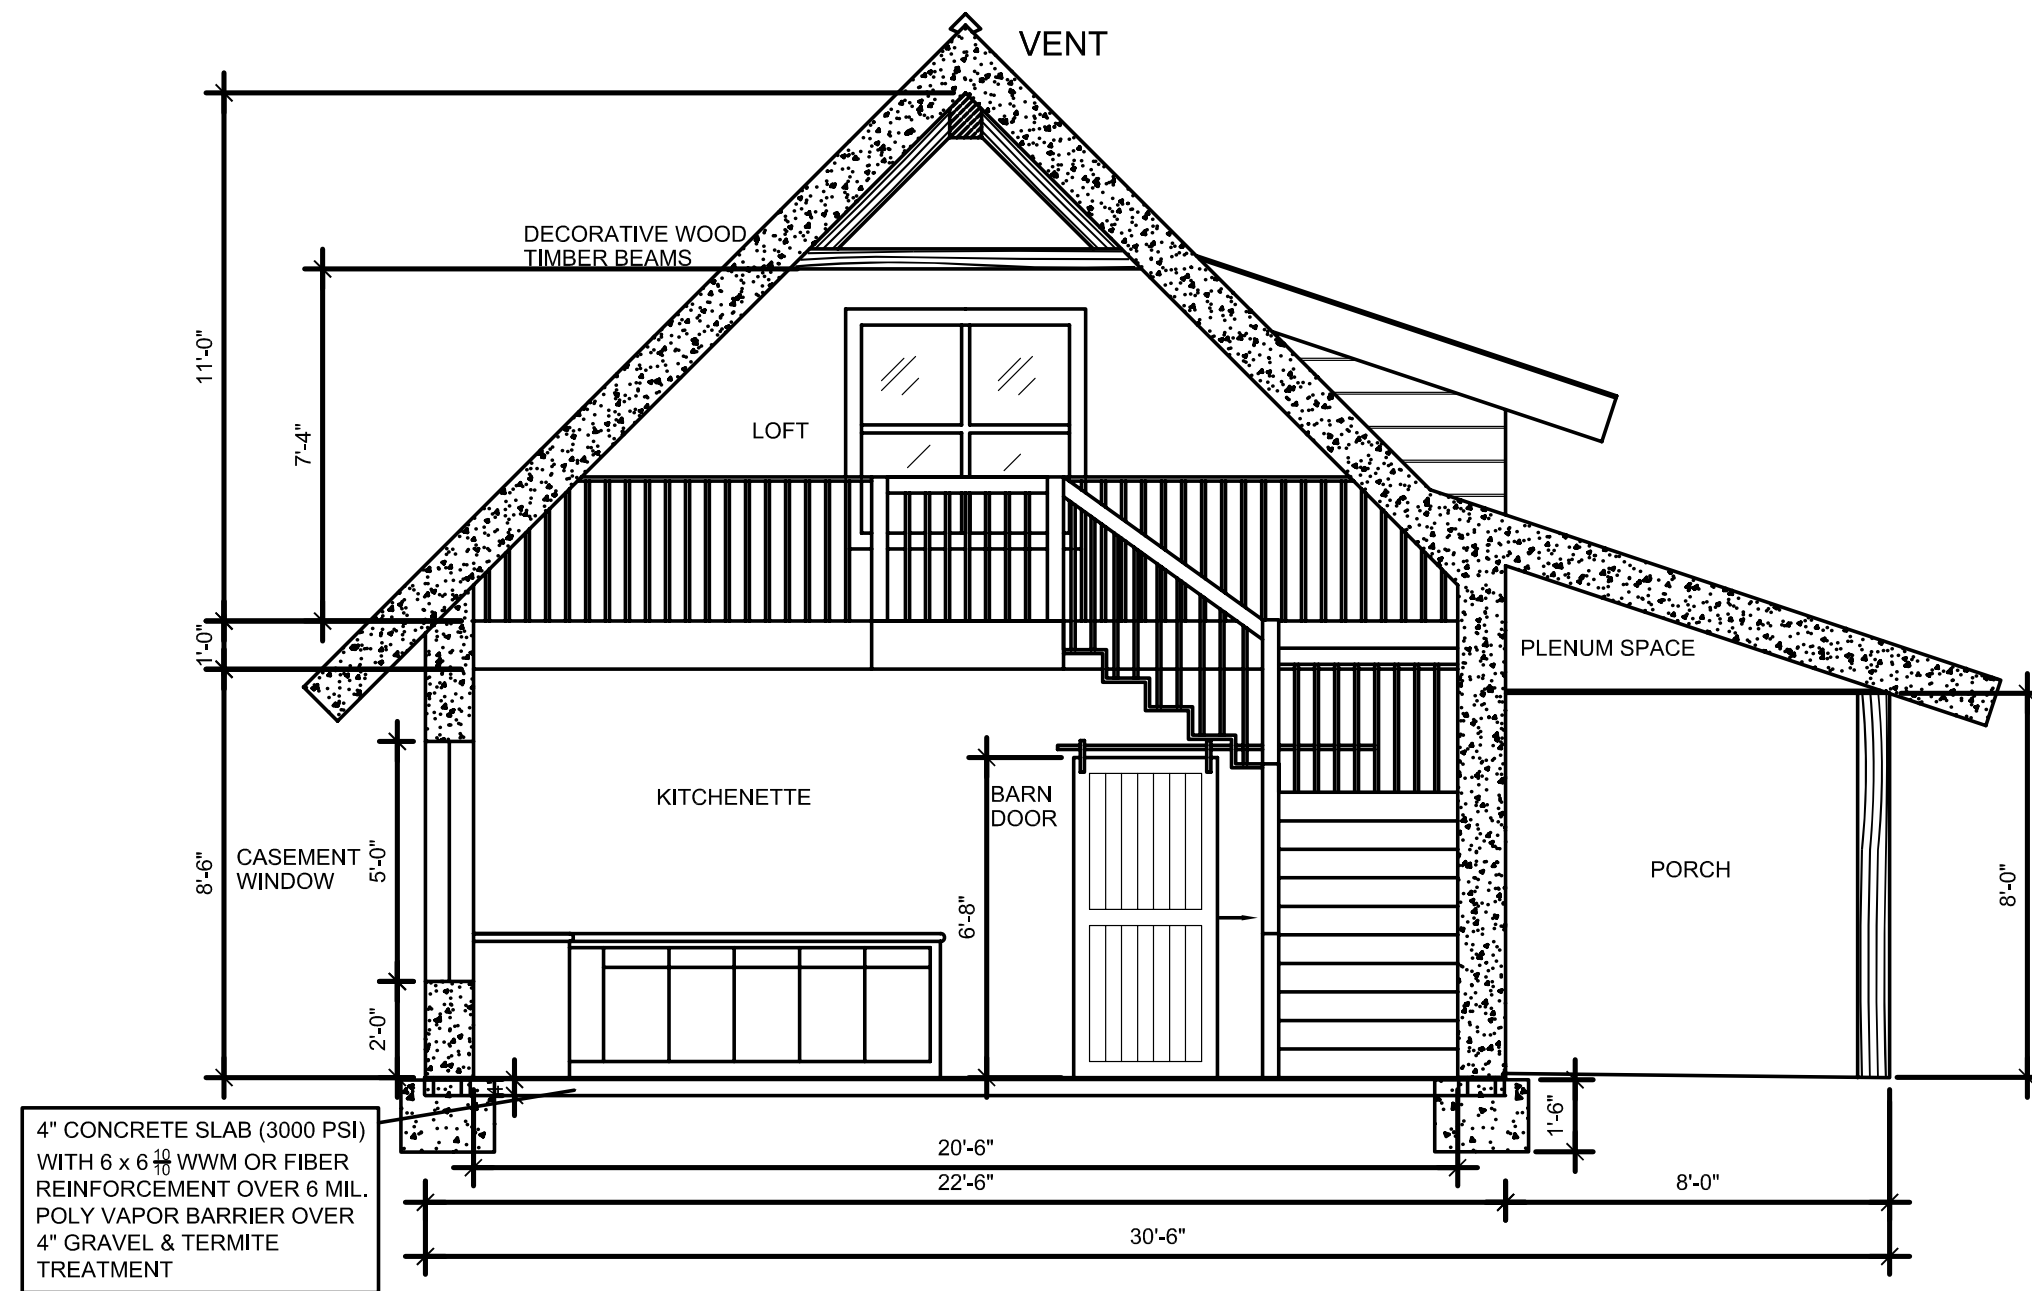 VENT
DECORATIVE WOOD
TIMBER BEAMS
11'-0"
7'-4"
LOFT
1'-0"
PLENUM SPACE
KITCHENETTE
BARN
DOOR
CASEMENT
WINDOW
5'-0"
8'-6"
6'-8"
PORCH
8'-0"
2'-0"
4" CONCRETE SLAB (3000 PSI)
WITH 6 x 6 10/10 WWM OR FIBER
REINFORCEMENT OVER 6 MIL.
POLY VAPOR BARRIER OVER
4" GRAVEL & TERMITE
TREATMENT
1'-6"
20'-6"
22'-6"
8'-0"
30'-6"